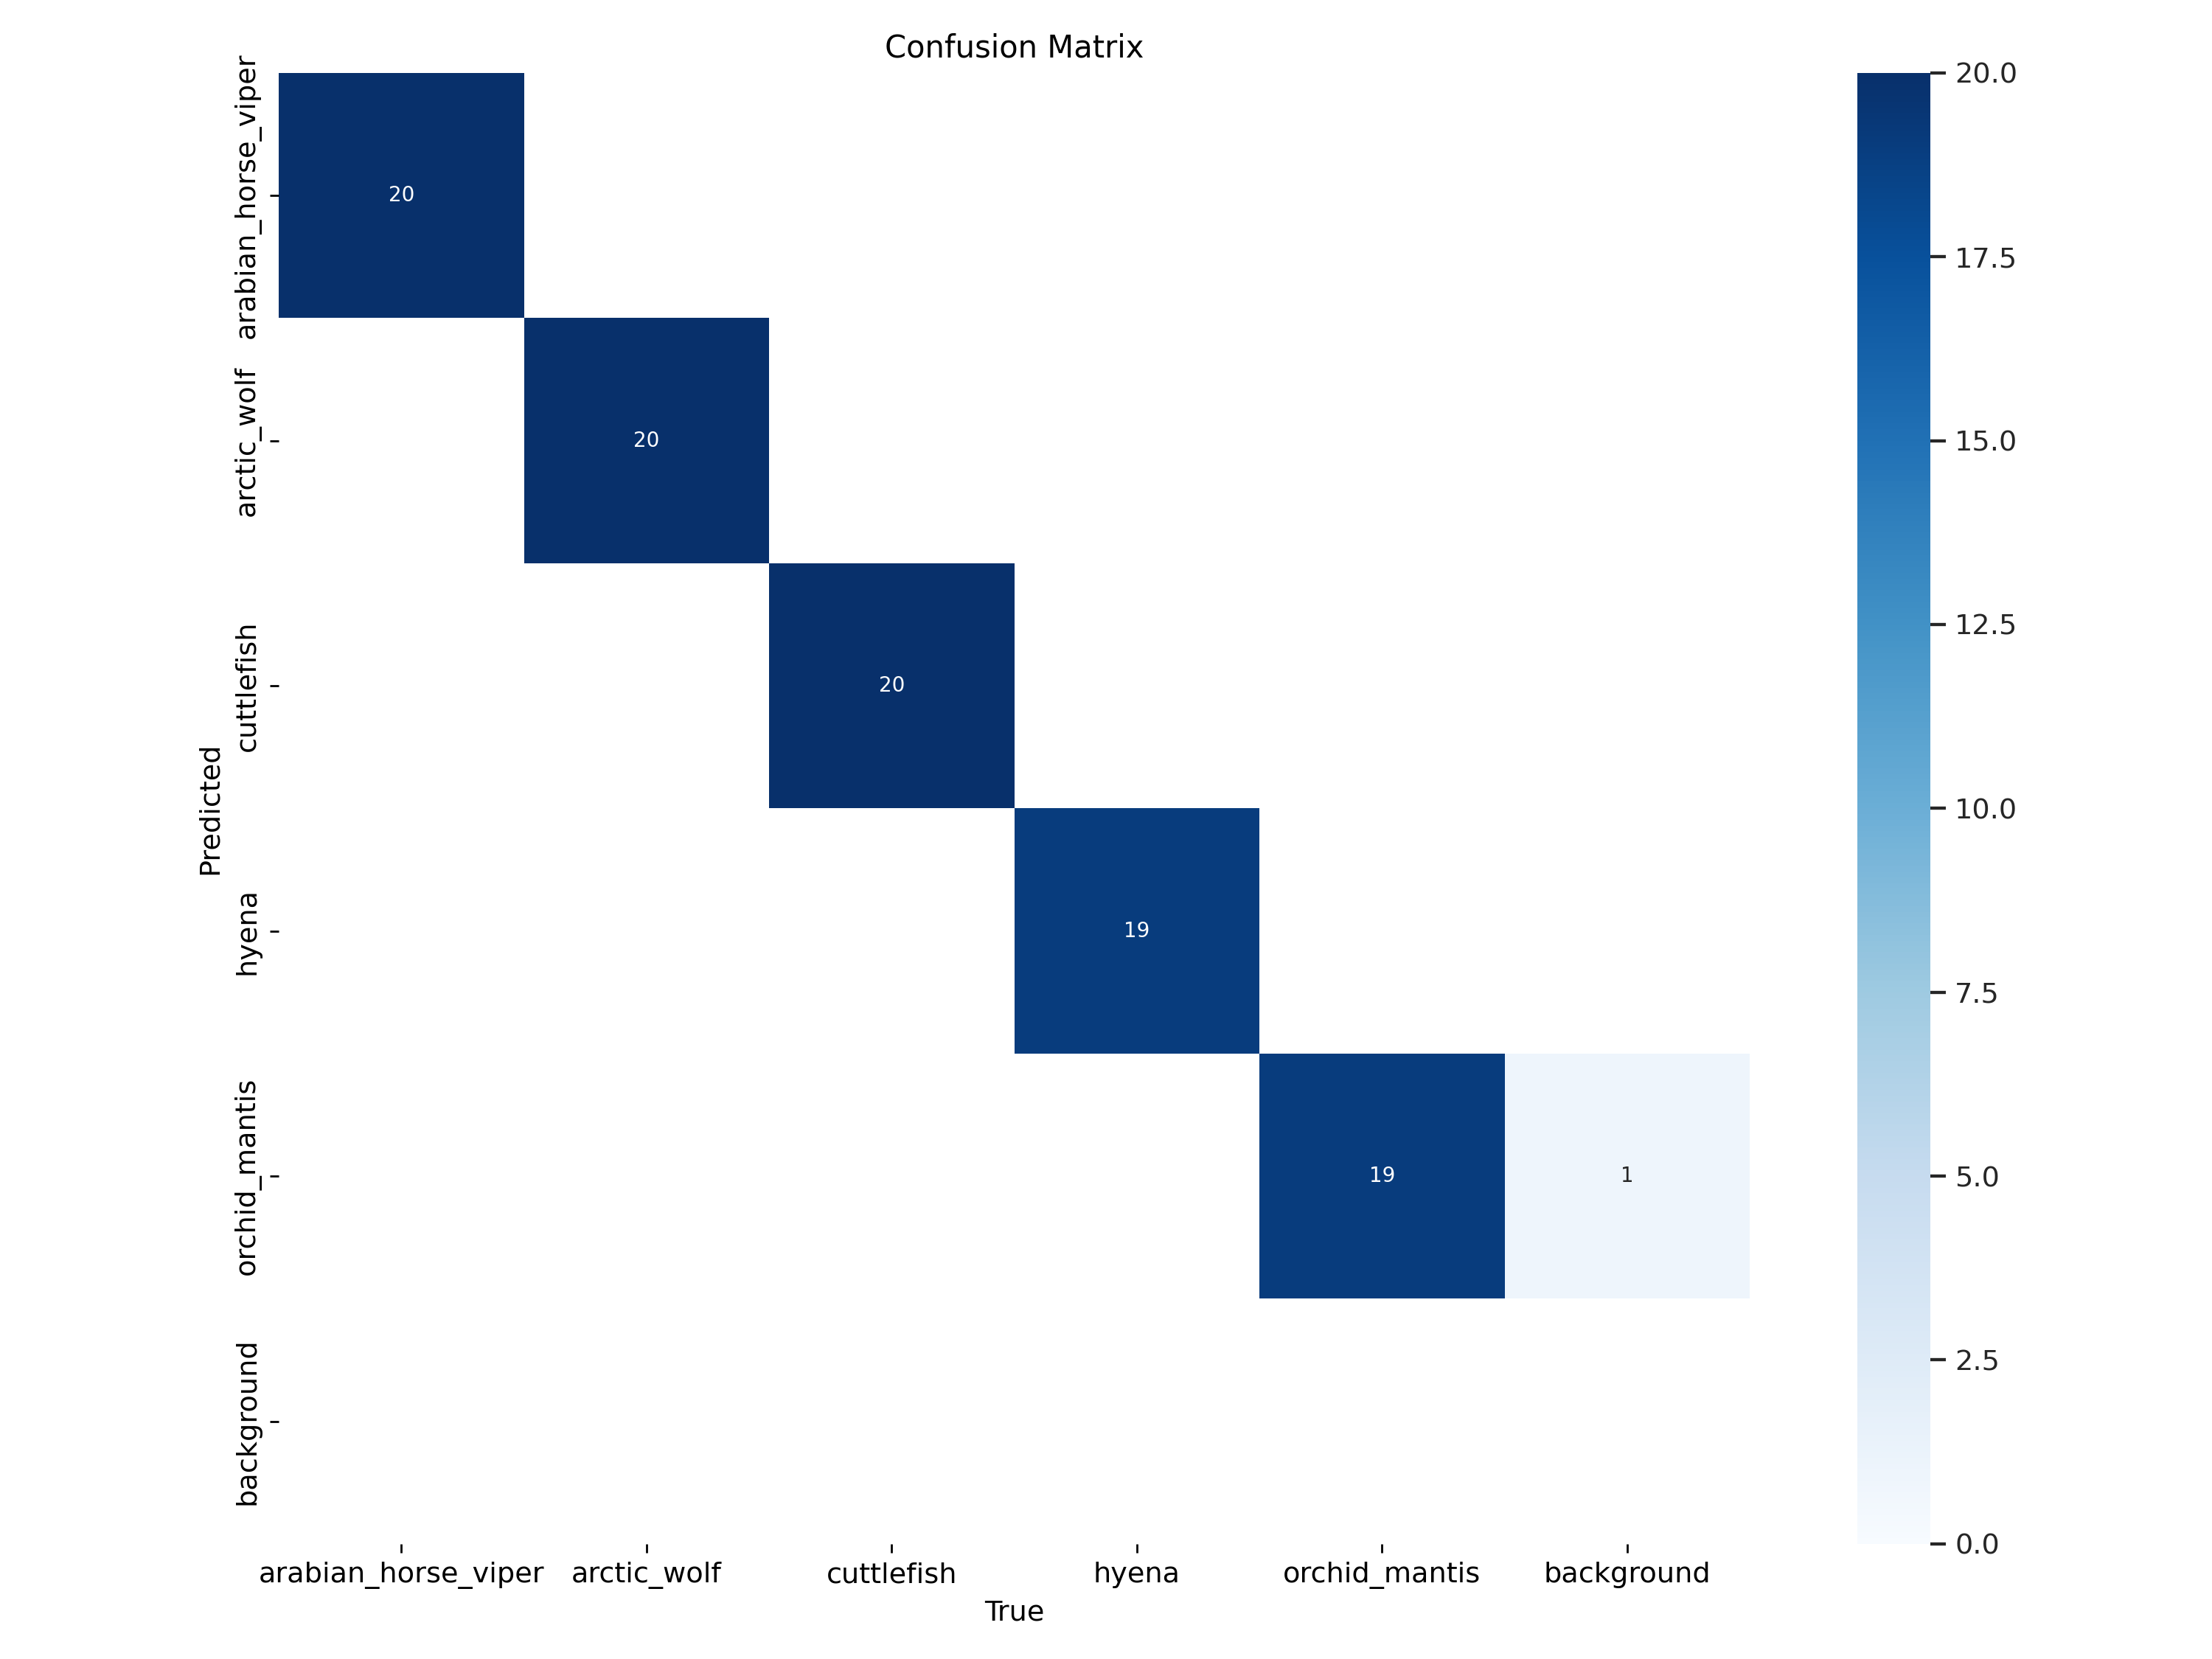 Confusion Matrix
arabian_horse_viper
arctic_wolf
cuttlefish
hyena
orchid_mantis
background
Predicted
20
20
20
19
19 1
arabian_horse_viper arctic_wolf cuttlefish hyena orchid_mantis background
True
20.0
17.5
15.0
12.5
10.0
7.5
5.0
2.5
0.0